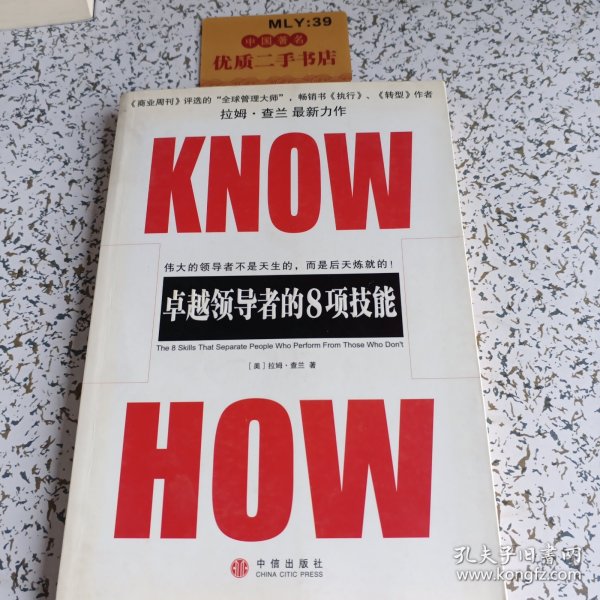 MLY:39
中国著名
优质二手书店
《商业周刊》评选的“全球管理大师”，畅销书《执行》、《转型》作者
拉姆·查兰 最新力作
KNOW
伟大的领导者不是天生的，而是后天炼就的！
卓越领导者的8项技能
The 8 Skills That Separate People Who Perform From Those Who Don't
［美］拉姆·查兰 著
HOW
中信出版社
CHINA CITIC PRESS
孔夫子旧书网
www.kongfz.com